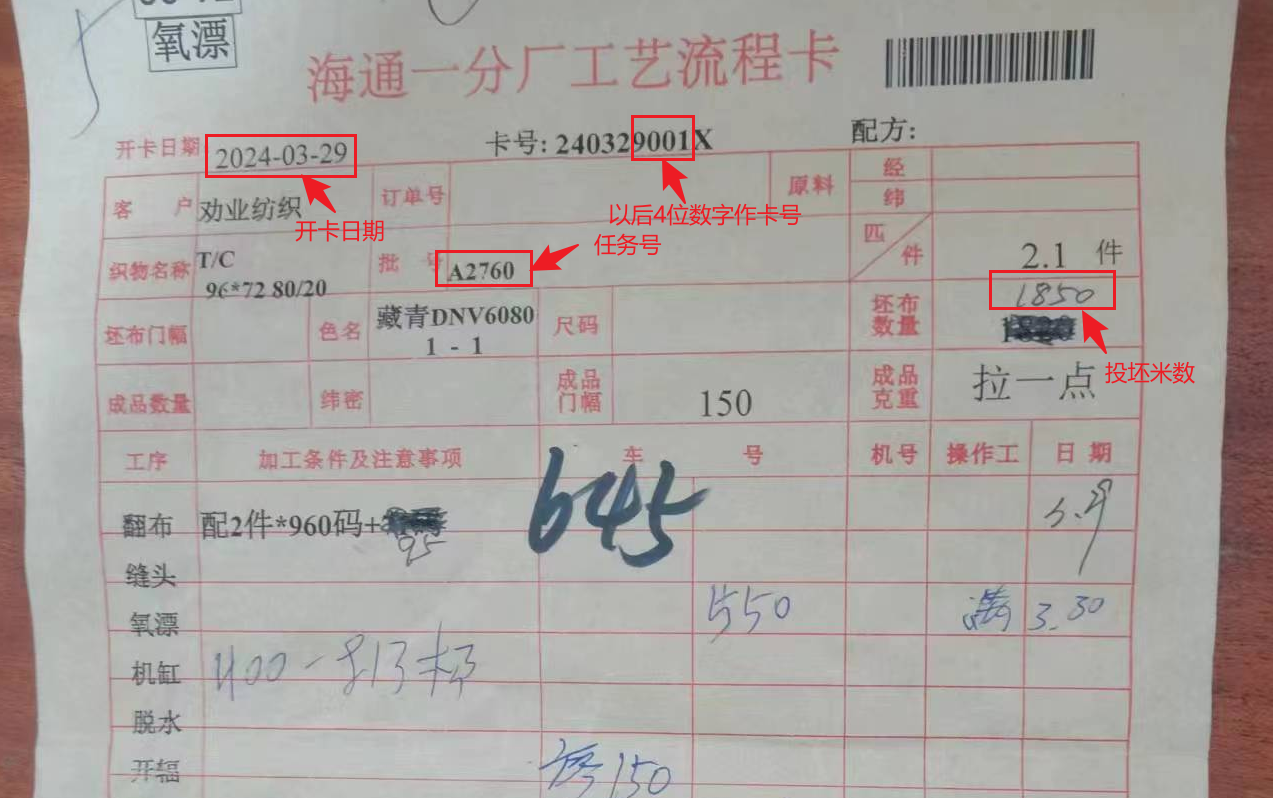 氧漂
海通一分厂工艺流程卡
开卡日期 2024-03-29 卡号: 240329001X 配方:
开卡日期
以后4位数字作卡号
任务号
投坯米数
客户 劝业纺织 订单号 原料 经
纬
织物名称 T/C 批号 A2760 匹件 2.1 件
96*72 80/20
坯布门幅 色名 藏青DNV6080 尺码 坯布数量 1850
1 - 1
成品数量 纬密 成品门幅 150 成品克重 拉一点
工序 加工条件及注意事项 车号 机号 操作工 日期
645
翻布 配2件*960码+
95
缝头
氧漂 550 3.30
机缸 400
脱水
开辐 150